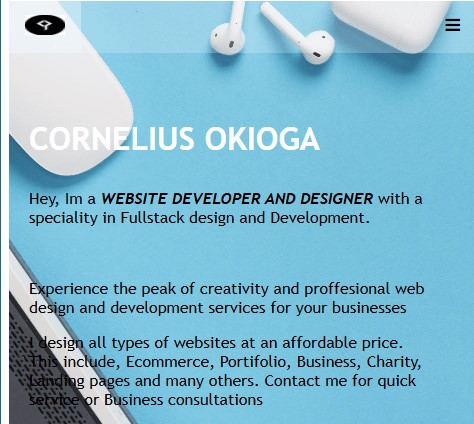 CORNELIUS OKIOGA
Hey, Im a WEBSITE DEVELOPER AND DESIGNER with a
speciality in Fullstack design and Development.
Experience the peak of creativity and proffesional web
design and development services for your businesses
I design all types of websites at an affordable price.
This include, Ecommerce, Portifolio, Business, Charity,
Landing pages and many others. Contact me for quick
service or Business consultations